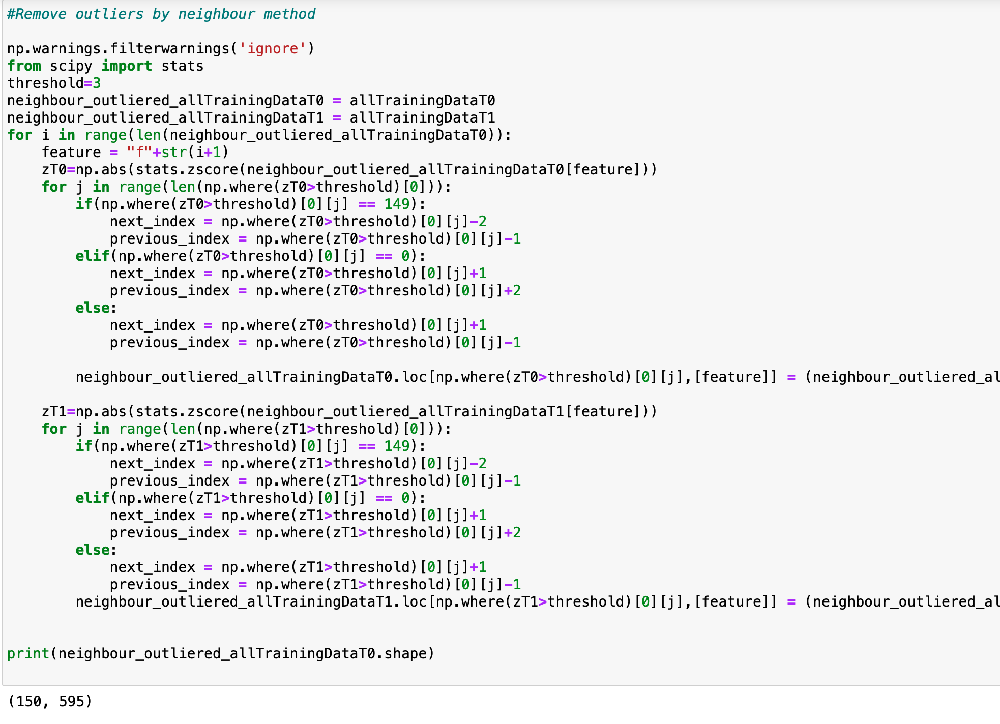 #Remove outliers by neighbour method

np.warnings.filterwarnings('ignore')
from scipy import stats
threshold=3
neighbour_outliered_allTrainingDataT0 = allTrainingDataT0
neighbour_outliered_allTrainingDataT1 = allTrainingDataT1
for i in range(len(neighbour_outliered_allTrainingDataT0)):
    feature = "f"+str(i+1)
    zT0=np.abs(stats.zscore(neighbour_outliered_allTrainingDataT0[feature]))
    for j in range(len(np.where(zT0>threshold)[0])):
        if(np.where(zT0>threshold)[0][j] == 149):
            next_index = np.where(zT0>threshold)[0][j]-2
            previous_index = np.where(zT0>threshold)[0][j]-1
        elif(np.where(zT0>threshold)[0][j] == 0):
            next_index = np.where(zT0>threshold)[0][j]+1
            previous_index = np.where(zT0>threshold)[0][j]+2
        else:
            next_index = np.where(zT0>threshold)[0][j]+1
            previous_index = np.where(zT0>threshold)[0][j]-1

        neighbour_outliered_allTrainingDataT0.loc[np.where(zT0>threshold)[0][j],[feature]] = (neighbour_outliered_al

    zT1=np.abs(stats.zscore(neighbour_outliered_allTrainingDataT1[feature]))
    for j in range(len(np.where(zT1>threshold)[0])):
        if(np.where(zT1>threshold)[0][j] == 149):
            next_index = np.where(zT1>threshold)[0][j]-2
            previous_index = np.where(zT1>threshold)[0][j]-1
        elif(np.where(zT1>threshold)[0][j] == 0):
            next_index = np.where(zT1>threshold)[0][j]+1
            previous_index = np.where(zT1>threshold)[0][j]+2
        else:
            next_index = np.where(zT1>threshold)[0][j]+1
            previous_index = np.where(zT1>threshold)[0][j]-1
        neighbour_outliered_allTrainingDataT1.loc[np.where(zT1>threshold)[0][j],[feature]] = (neighbour_outliered_al

print(neighbour_outliered_allTrainingDataT0.shape)

(150, 595)